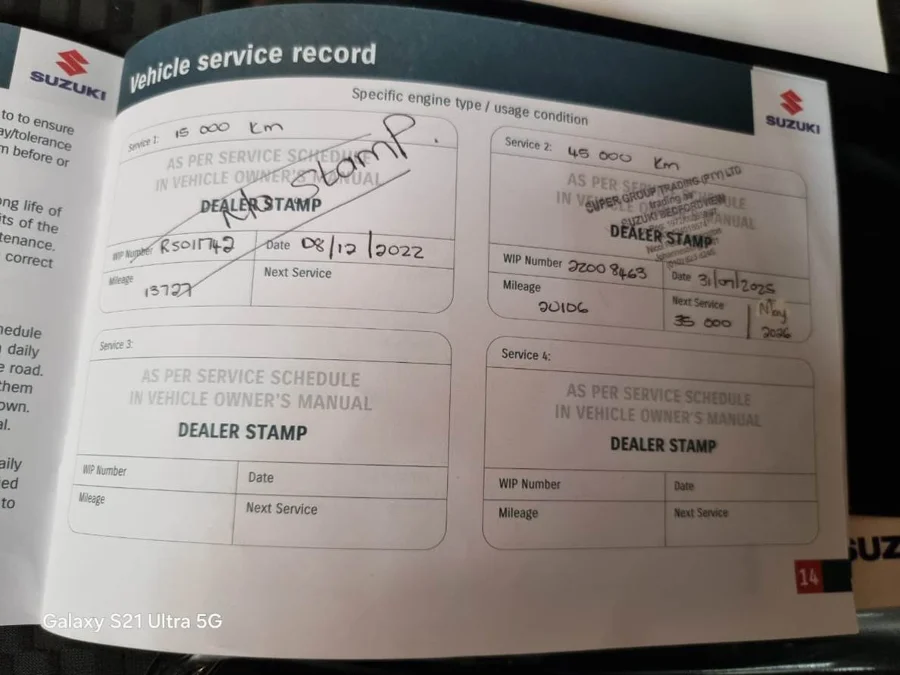 SUZUKI
to to ensure
ay/tolerance
m before or
ng life of
its of the
tenance.
correct
hedule
daily
e road.
them
own.
al.
aily
ed
to
Vehicle service record
SUZUKI
Specific engine type / usage condition
Service 1: 15 000 Km
AS PER SERVICE SCHEDULE
IN VEHICLE OWNER'S MANUAL
DEALER STAMP
No Stamp
WIP Number RS01742 Date 08/12/2022
Mileage 13727 Next Service
Service 2: 45 000 Km
AS PER SERVICE SCHEDULE
IN VEHICLE OWNER'S MANUAL
DEALER STAMP
SUPER GROUP TRADING (PTY) LTD
trading as
SUZUKI BEDFORDVIEW
WIP Number 22008463 Date 31/07/2025
Mileage 20106 Next Service 35 000 May 2026
Service 3:
AS PER SERVICE SCHEDULE
IN VEHICLE OWNER'S MANUAL
DEALER STAMP
WIP Number Date
Mileage Next Service
Service 4:
AS PER SERVICE SCHEDULE
IN VEHICLE OWNER'S MANUAL
DEALER STAMP
WIP Number Date
Mileage Next Service
14
SUZ
Galaxy S21 Ultra 5G